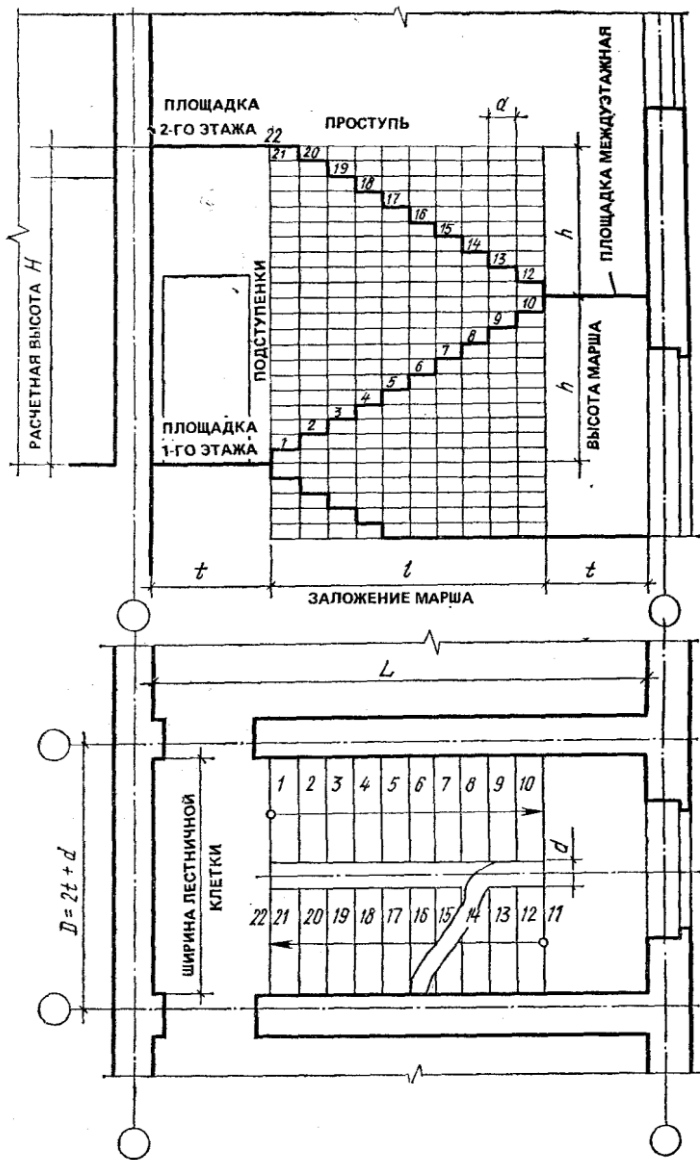 ПЛОЩАДКА
2-ГО ЭТАЖА
ПРОСТУПЬ
a
22
21
20
19
18
17
16
15
14
13
12
10
9
8
7
6
5
4
3
2
1
РАСЧЕТНАЯ ВЫСОТА H
ПОДСТУПЕНКИ
h
h
ВЫСОТА МАРША
ПЛОЩАДКА МЕЖДУЭТАЖНАЯ
ПЛОЩАДКА
1-ГО ЭТАЖА
t
l
t
ЗАЛОЖЕНИЕ МАРША
L
D = 2t + d
ШИРИНА ЛЕСТНИЧНОЙ
КЛЕТКИ
1 2 3 4 5 6 7 8 9 10
d
22 21 20 19 18 17 16 15 14 13 12 11